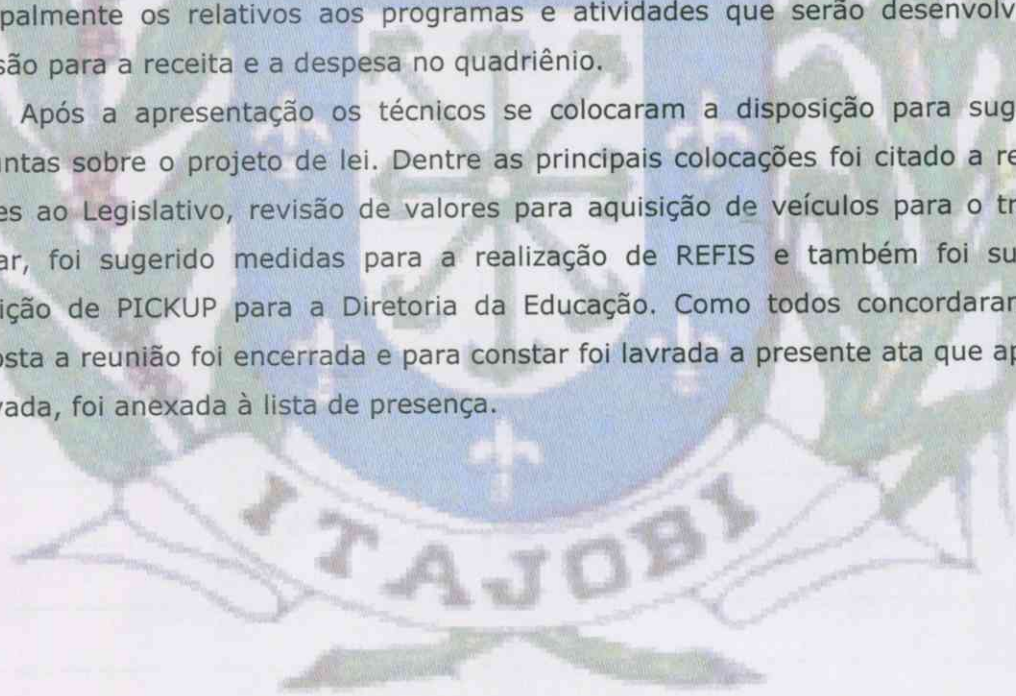 palmente os relativos aos programas e atividades que serão desenvolv
são para a receita e a despesa no quadriênio.
Após a apresentação os técnicos se colocaram a disposição para sug
ntas sobre o projeto de lei. Dentre as principais colocações foi citado a re
es ao Legislativo, revisão de valores para aquisição de veículos para o tr
ar, foi sugerido medidas para a realização de REFIS e também foi su
ição de PICKUP para a Diretoria da Educação. Como todos concordaram
osta a reunião foi encerrada e para constar foi lavrada a presente ata que ap
vada, foi anexada à lista de presença.
ITAJOBI